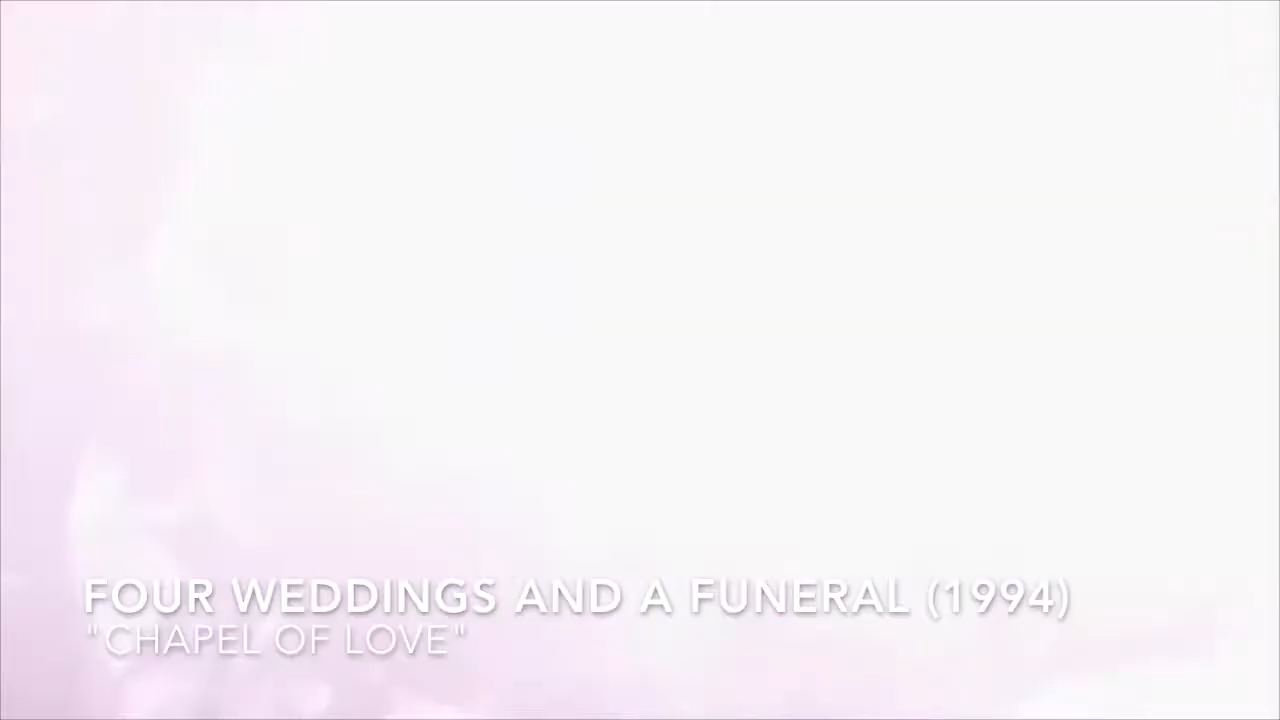 FOUR WEDDINGS AND A FUNERAL (1994)
"CHAPEL OF LOVE"